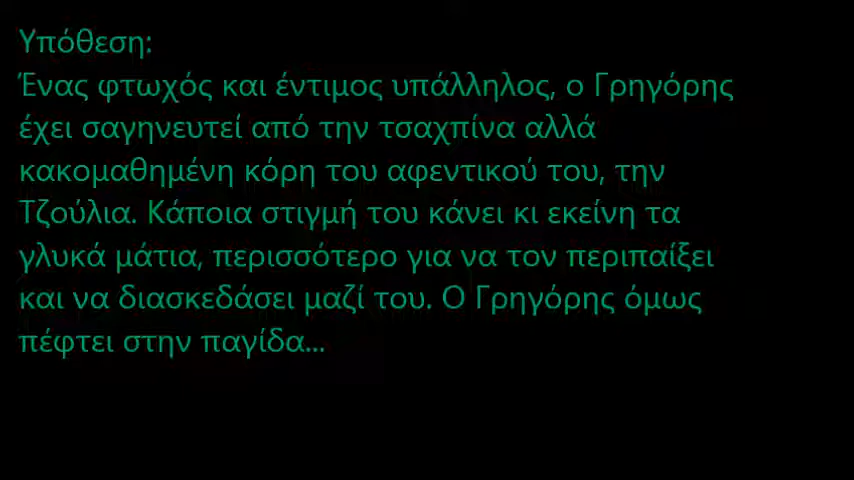 Υπόθεση:
Ένας φτωχός και έντιμος υπάλληλος, ο Γρηγόρης
έχει σαγηνευτεί από την τσαχπίνα αλλά
κακομαθημένη κόρη του αφεντικού του, την
Τζούλια. Κάποια στιγμή του κάνει κι εκείνη τα
γλυκά μάτια, περισσότερο για να τον περιπαίξει
και να διασκεδάσει μαζί του. Ο Γρηγόρης όμως
πέφτει στην παγίδα...